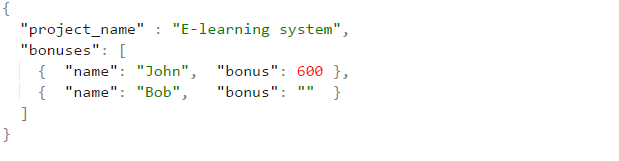 {
  "project_name" : "E-learning system",
  "bonuses": [
    {  "name": "John",  "bonus": 600 },
    {  "name": "Bob",   "bonus": ""  }
  ]
}